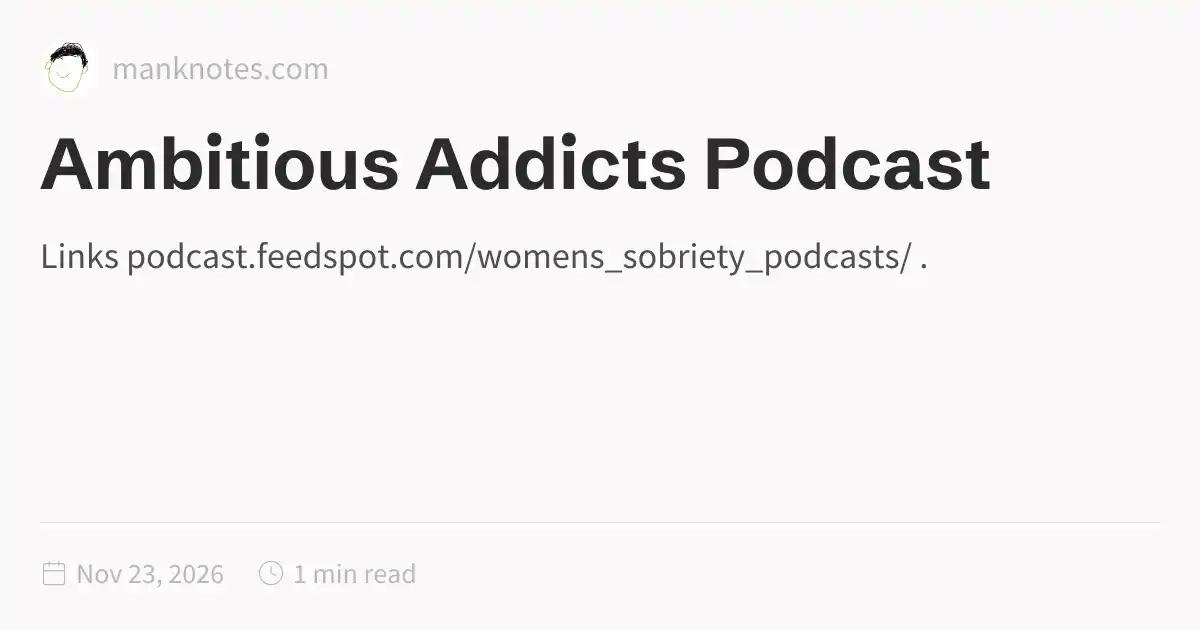 manknotes.com
Ambitious Addicts Podcast
Links podcast.feedspot.com/womens_sobriety_podcasts/ .
Nov 23, 2026 1 min read